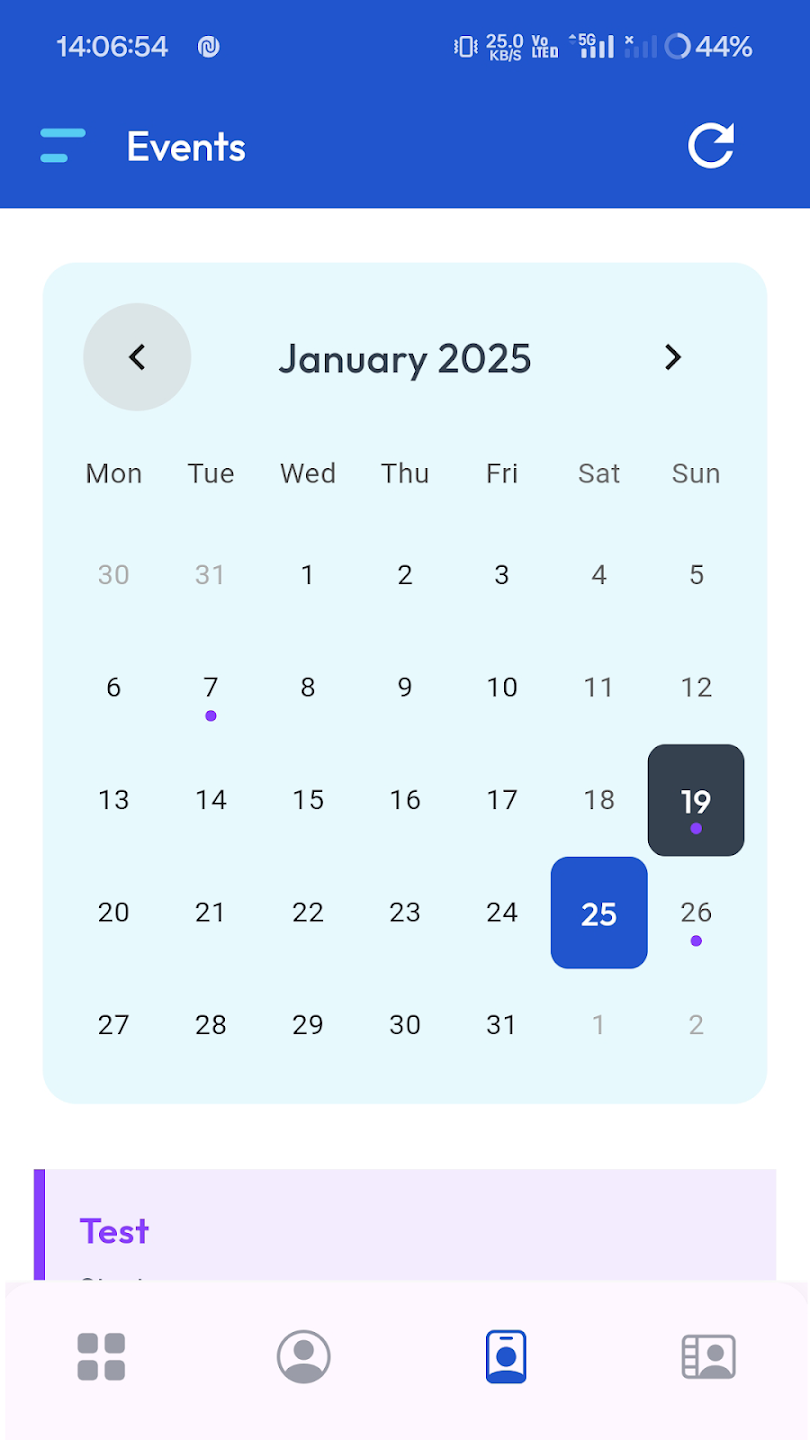 14:06:54 25.0 KB/S Vo LTED 5G 44%
Events
January 2025
Mon Tue Wed Thu Fri Sat Sun
30 31 1 2 3 4 5
6 7 8 9 10 11 12
13 14 15 16 17 18 19
20 21 22 23 24 25 26
27 28 29 30 31 1 2
Test